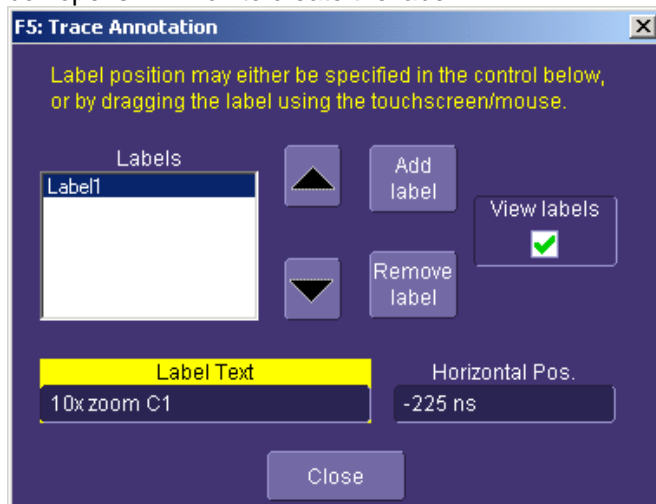 F5: Trace Annotation
Label position may either be specified in the control below,
or by dragging the label using the touchscreen/mouse.
Labels
Label1
Add
label
View labels
Remove
label
Label Text
10x zoom C1
Horizontal Pos.
-225 ns
Close